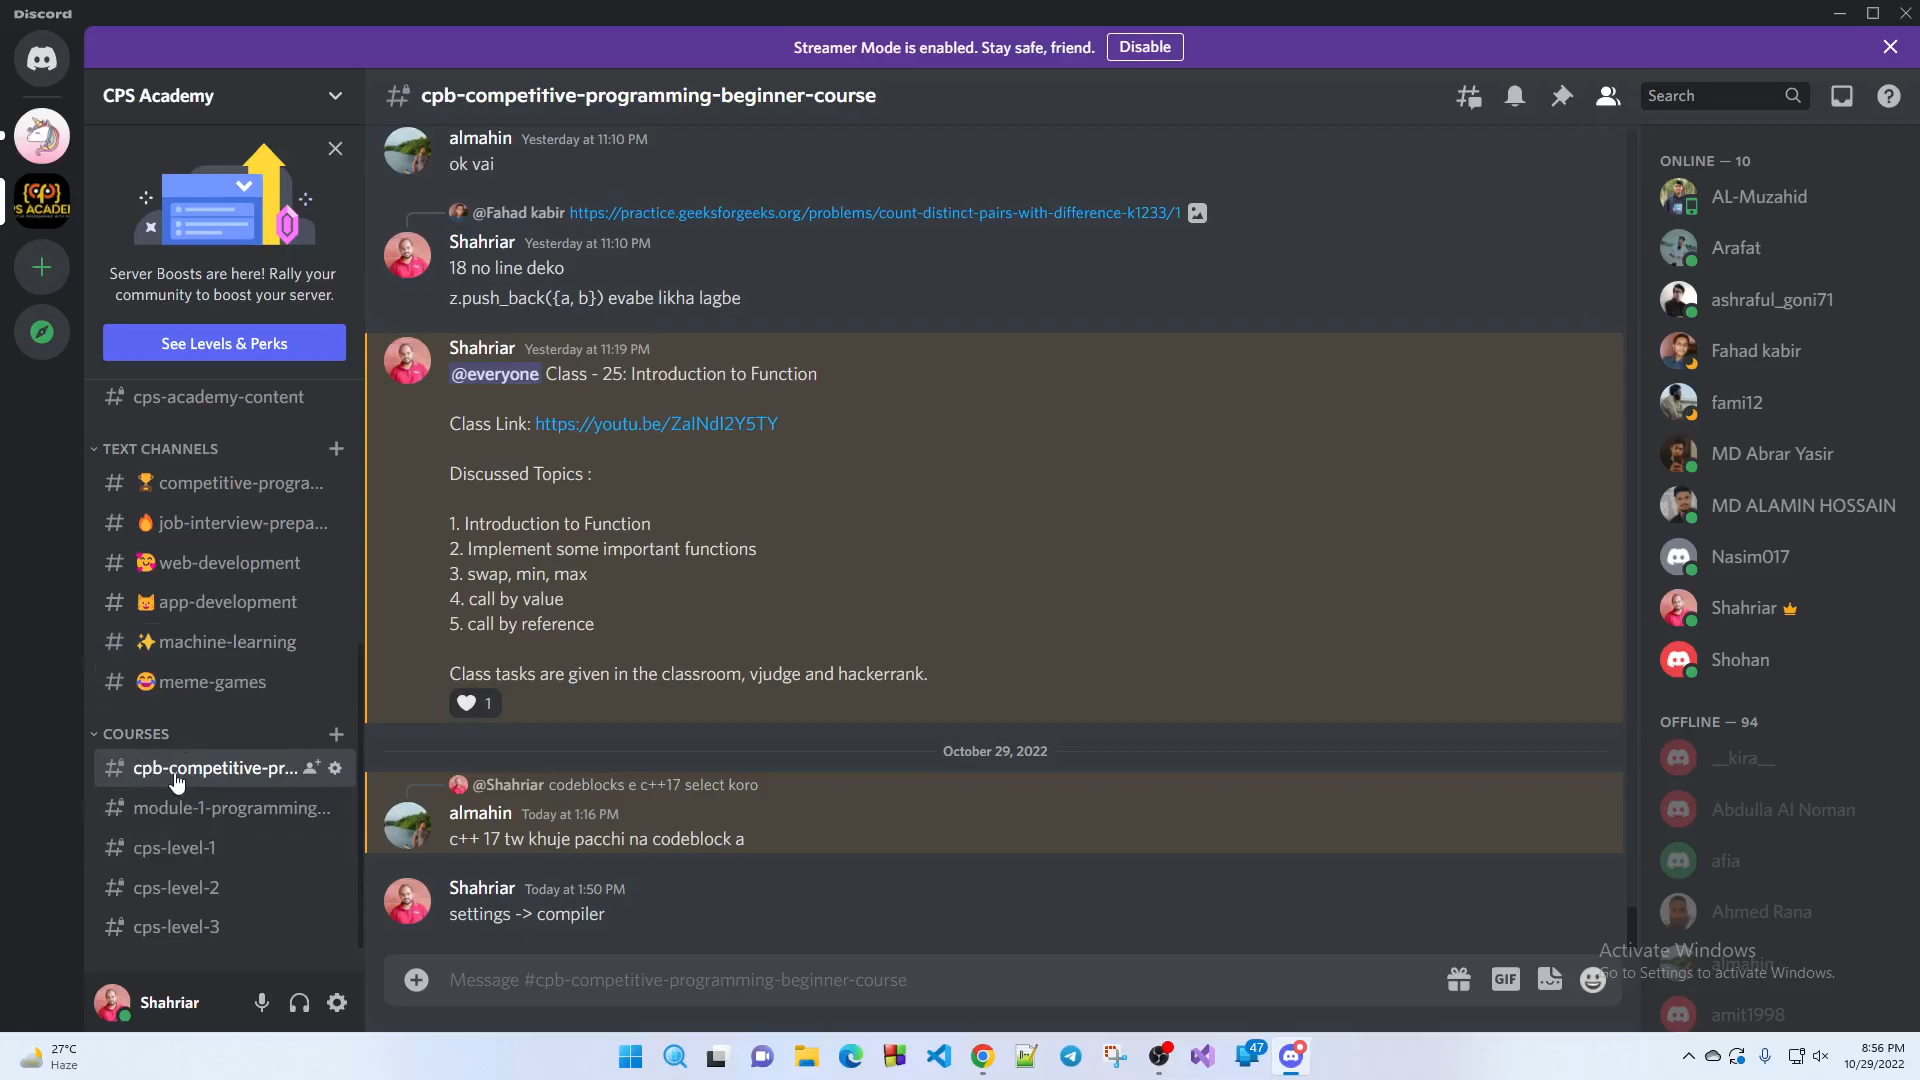 Discord
Streamer Mode is enabled. Stay safe, friend.
Disable
CPS Academy
cpb-competitive-programming-beginner-course
Search
Server Boosts are here! Rally your
community to boost your server.
See Levels & Perks
cps-academy-content
TEXT CHANNELS
competitive-progra...
job-interview-prepa...
web-development
app-development
machine-learning
meme-games
COURSES
cpb-competitive-pr...
module-1-programming...
cps-level-1
cps-level-2
cps-level-3
Shahriar
almahin Yesterday at 11:10 PM
ok vai
@Fahad kabir https://practice.geeksforgeeks.org/problems/count-distinct-pairs-with-difference-k1233/1
Shahriar Yesterday at 11:10 PM
18 no line deko
z.push_back({a, b}) evabe likha lagbe
Shahriar Yesterday at 11:19 PM
@everyone Class - 25: Introduction to Function
Class Link: https://youtu.be/ZalNdI2Y5TY
Discussed Topics :
1. Introduction to Function
2. Implement some important functions
3. swap, min, max
4. call by value
5. call by reference
Class tasks are given in the classroom, vjudge and hackerrank.
1
October 29, 2022
@Shahriar codeblocks e c++17 select koro
almahin Today at 1:16 PM
c++ 17 tw khuje pacchi na codeblock a
Shahriar Today at 1:50 PM
settings -> compiler
Message #cpb-competitive-programming-beginner-course
GIF
ONLINE — 10
AL-Muzahid
Arafat
ashraful_goni71
Fahad kabir
fami12
MD Abrar Yasir
MD ALAMIN HOSSAIN
Nasim017
Shahriar
Shohan
OFFLINE — 94
__kira__
Abdulla Al Noman
afia
Ahmed Rana
almahin
amit1998
Activate Windows
Go to Settings to activate Windows.
27°C
Haze
47
8:56 PM
10/29/2022